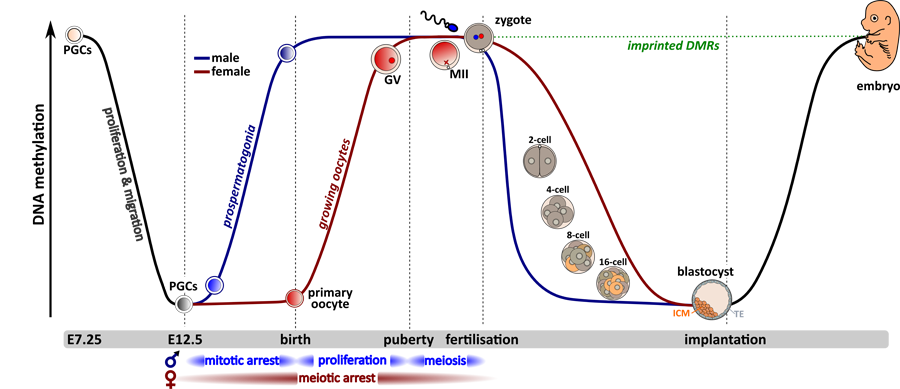 zygote
PGCs
male
female
imprinted DMRs
GV
MII
embryo
DNA methylation
proliferation & migration
prospermatogonia
growing oocytes
2-cell
4-cell
8-cell
16-cell
blastocyst
PGCs
primary
oocyte
ICM
TE
E7.25
E12.5
birth
puberty
fertilisation
implantation
♂
mitotic arrest
proliferation
meiosis
♀
meiotic arrest